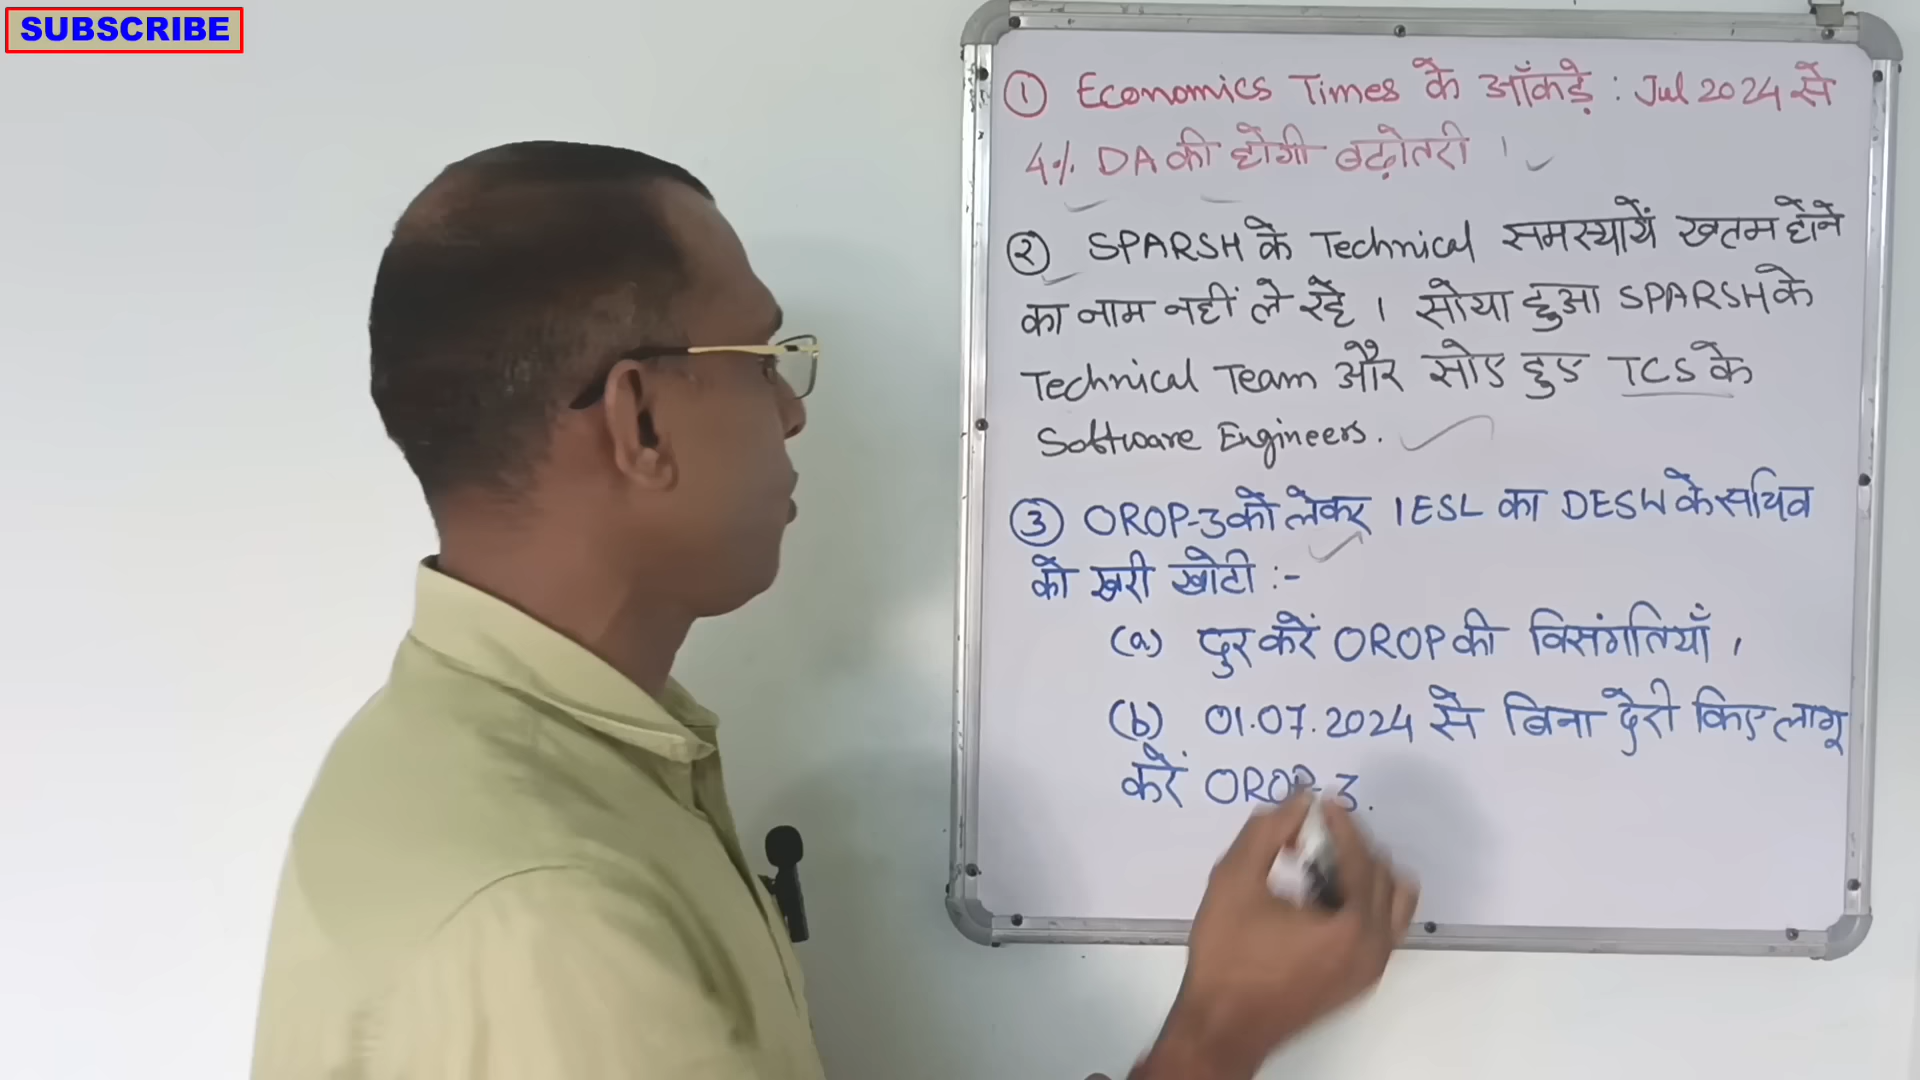 SUBSCRIBE
① Economics Times के आँकड़े : Jul 2024 से
4% DA की होगी बढ़ोतरी ।
② SPARSH के Technical समस्यायें खतम होने
का नाम नहीं ले रहे । सोया हुआ SPARSH के
Technical Team और सोए हुए TCS के
Software Engineers.
③ OROP-3 को लेकर IESL का DESW के सचिव
को खरी खोटी :-
(a) दुर करें OROP की विसंगतियाँ ।
(b) 01.07.2024 से बिना देरी किए लागू
करें OROP-3.